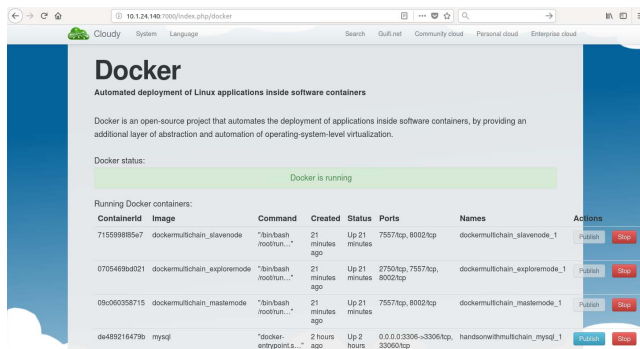 10.1.24.140:7000/index.php/docker
Cloudy System Language Search Guifi.net Community cloud Personal cloud Enterprise cloud
Docker
Automated deployment of Linux applications inside software containers
Docker is an open-source project that automates the deployment of applications inside software containers, by providing an
additional layer of abstraction and automation of operating-system-level virtualization.
Docker status:
Docker is running
Running Docker containers:
ContainerId Image Command Created Status Ports Names Actions
7155998f85e7 dockermultichain_slavenode "/bin/bash 21 Up 21 7557/tcp, 8002/tcp dockermultichain_slavenode_1 Publish Stop
/root/run…" minutes minutes
ago
0705469bd021 dockermultichain_exploremode "/bin/bash 21 Up 21 2750/tcp, 7557/tcp, dockermultichain_exploremode_1 Publish Stop
/root/run…" minutes minutes 8002/tcp
ago
09c060358715 dockermultichain_masternode "/bin/bash 21 Up 21 7557/tcp, 8002/tcp dockermultichain_masternode_1 Publish Stop
/root/run…" minutes minutes
ago
de489216479b mysql "docker- 2 hours Up 2 0.0.0.0:3306->3306/tcp, handsonwithmultichain_mysql_1 Publish Stop
entrypoint.s…" ago hours 33060/tcp